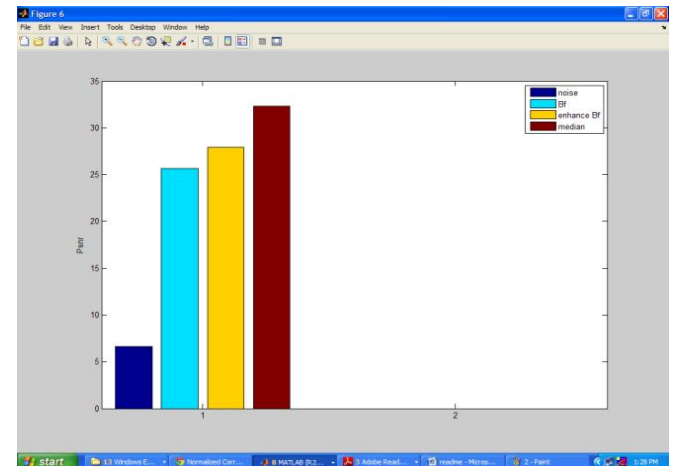 Figure 6
File Edit View Insert Tools Desktop Window Help
35
30
25
20
15
10
5
0
Psnr
1
2
noise
Bf
enhance Bf
median
start
13 Windows E...
Normalized Corr...
8 MATLAB (R2...
3 Adobe Read...
readme - Micros...
2 - Paint
1:28 PM